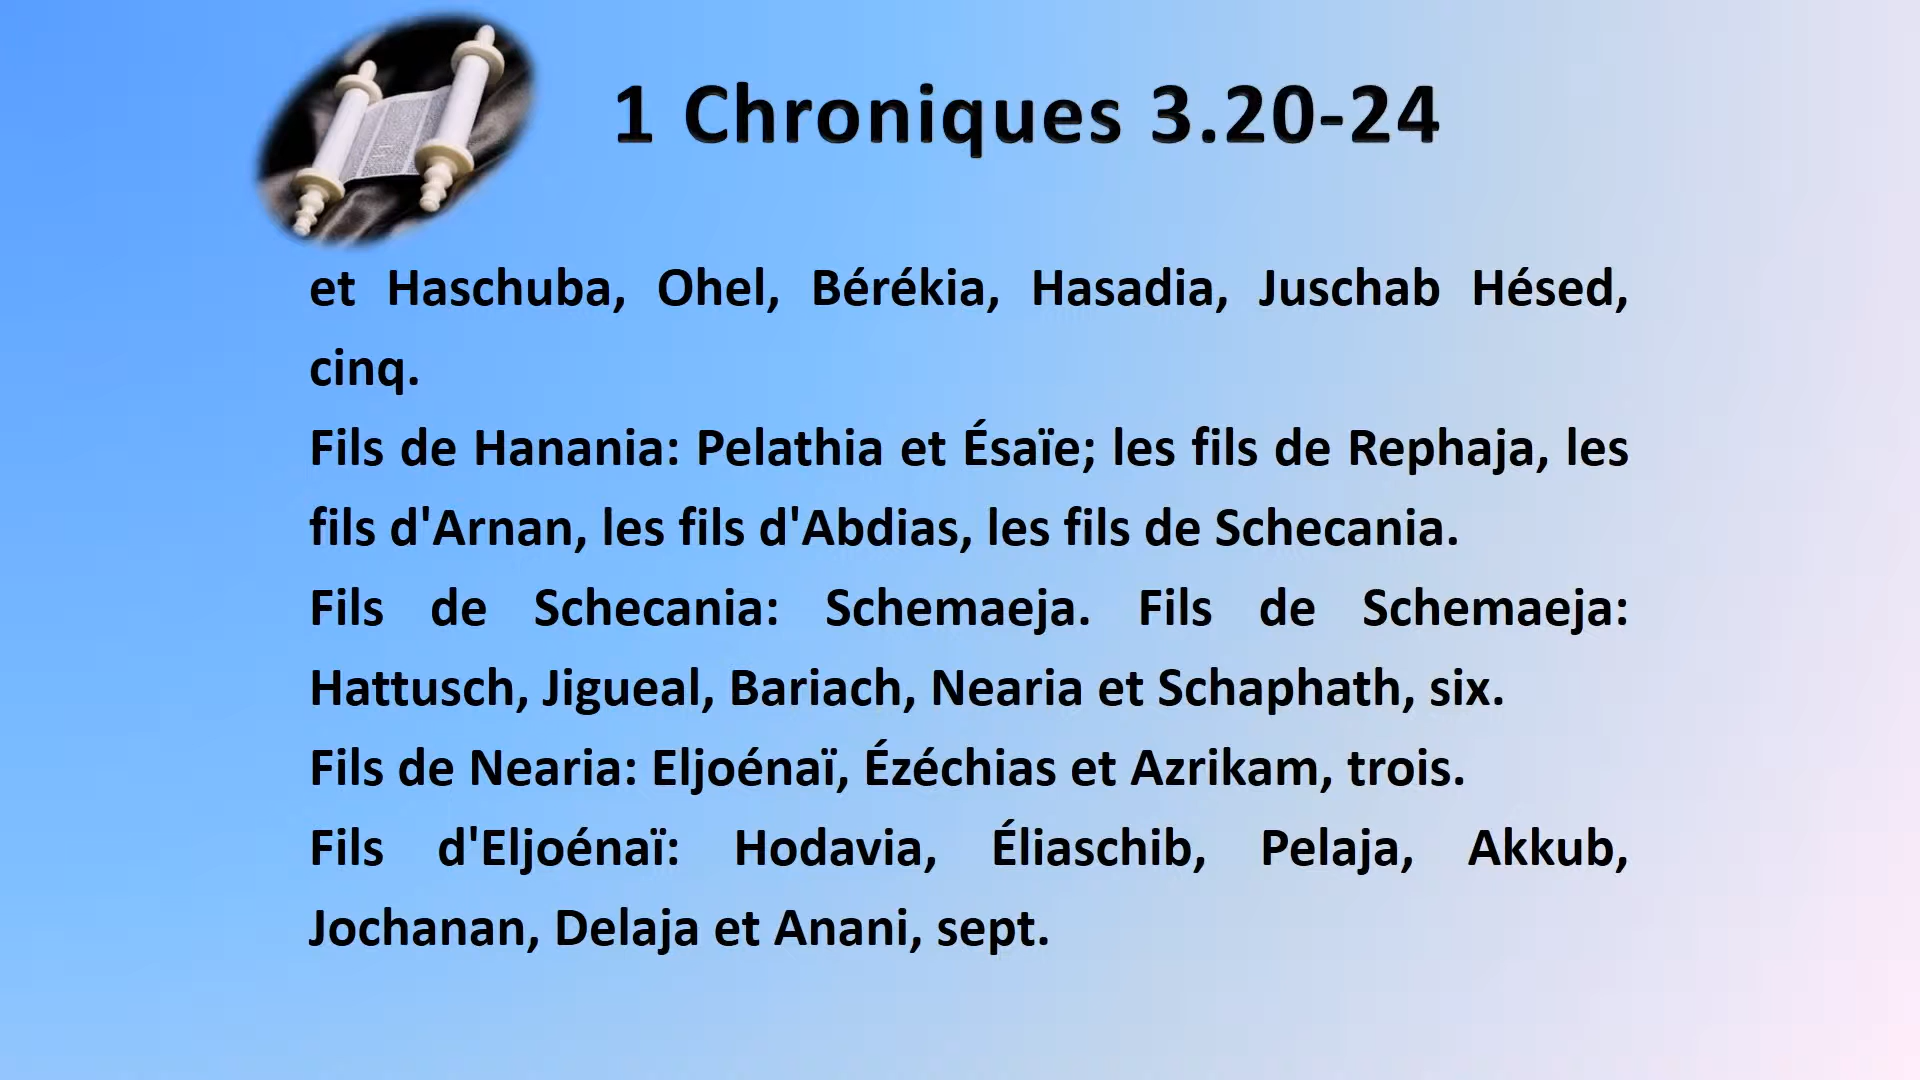 1 Chroniques 3.20-24
et Haschuba, Ohel, Bérékia, Hasadia, Juschab Hésed,
cinq.
Fils de Hanania: Pelathia et Ésaïe; les fils de Rephaja, les
fils d'Arnan, les fils d'Abdias, les fils de Schecania.
Fils de Schecania: Schemaeja. Fils de Schemaeja:
Hattusch, Jigueal, Bariach, Nearia et Schaphath, six.
Fils de Nearia: Eljoénaï, Ézéchias et Azrikam, trois.
Fils d'Eljoénaï: Hodavia, Éliaschib, Pelaja, Akkub,
Jochanan, Delaja et Anani, sept.